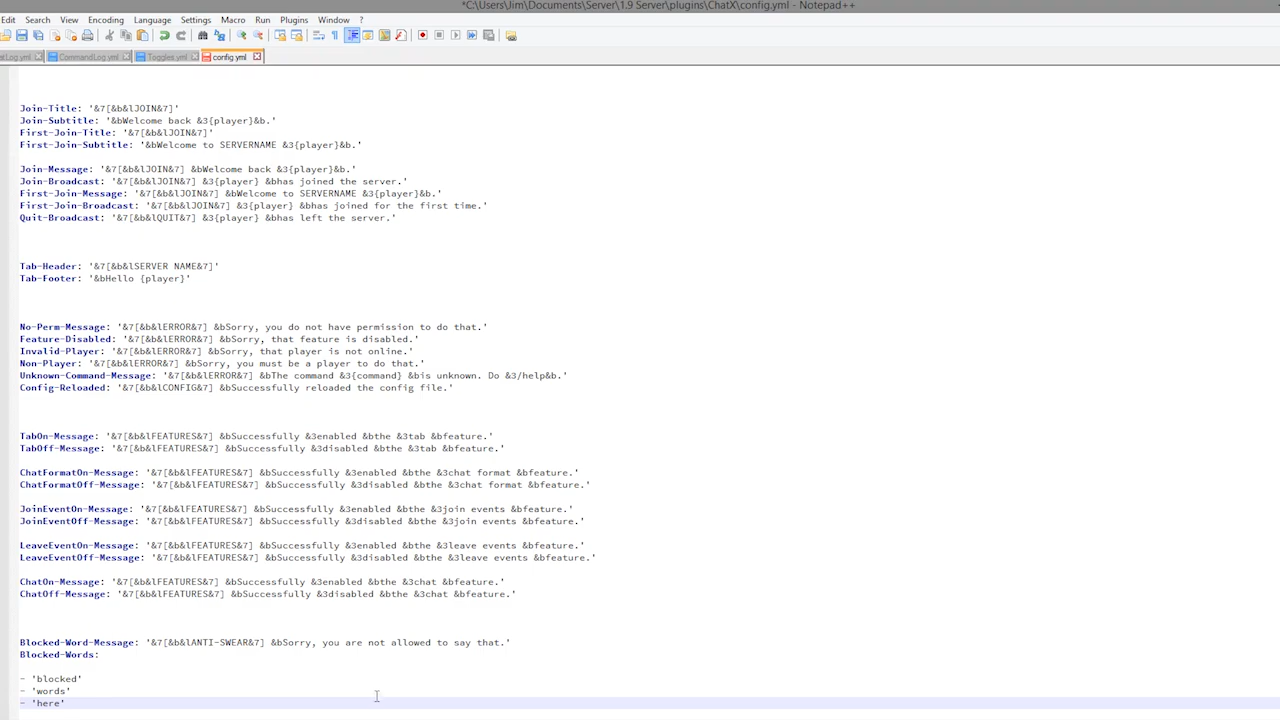 *C:\Users\Jim\Documents\Server\1.9 Server\plugins\ChatX\config.yml - Notepad++
Edit Search View Encoding Language Settings Macro Run Plugins Window ?
atLog.yml CommandLog.yml Toggles.yml config.yml
Join-Title: '&7[&b&lJOIN&7]'
Join-Subtitle: '&bWelcome back &3{player}&b.'
First-Join-Title: '&7[&b&lJOIN&7]'
First-Join-Subtitle: '&bWelcome to SERVERNAME &3{player}&b.'
Join-Message: '&7[&b&lJOIN&7] &bWelcome back &3{player}&b.'
Join-Broadcast: '&7[&b&lJOIN&7] &3{player} &bhas joined the server.'
First-Join-Message: '&7[&b&lJOIN&7] &bWelcome to SERVERNAME &3{player}&b.'
First-Join-Broadcast: '&7[&b&lJOIN&7] &3{player} &bhas joined for the first time.'
Quit-Broadcast: '&7[&b&lQUIT&7] &3{player} &bhas left the server.'
Tab-Header: '&7[&b&lSERVER NAME&7]'
Tab-Footer: '&bHello {player}'
No-Perm-Message: '&7[&b&lERROR&7] &bSorry, you do not have permission to do that.'
Feature-Disabled: '&7[&b&lERROR&7] &bSorry, that feature is disabled.'
Invalid-Player: '&7[&b&lERROR&7] &bSorry, that player is not online.'
Non-Player: '&7[&b&lERROR&7] &bSorry, you must be a player to do that.'
Unknown-Command-Message: '&7[&b&lERROR&7] &bThe command &3{command} &bis unknown. Do &3/help&b.'
Config-Reloaded: '&7[&b&lCONFIG&7] &bSuccessfully reloaded the config file.'
TabOn-Message: '&7[&b&lFEATURES&7] &bSuccessfully &3enabled &bthe &3tab &bfeature.'
TabOff-Message: '&7[&b&lFEATURES&7] &bSuccessfully &3disabled &bthe &3tab &bfeature.'
ChatFormatOn-Message: '&7[&b&lFEATURES&7] &bSuccessfully &3enabled &bthe &3chat format &bfeature.'
ChatFormatOff-Message: '&7[&b&lFEATURES&7] &bSuccessfully &3disabled &bthe &3chat format &bfeature.'
JoinEventOn-Message: '&7[&b&lFEATURES&7] &bSuccessfully &3enabled &bthe &3join events &bfeature.'
JoinEventOff-Message: '&7[&b&lFEATURES&7] &bSuccessfully &3disabled &bthe &3join events &bfeature.'
LeaveEventOn-Message: '&7[&b&lFEATURES&7] &bSuccessfully &3enabled &bthe &3leave events &bfeature.'
LeaveEventOff-Message: '&7[&b&lFEATURES&7] &bSuccessfully &3disabled &bthe &3leave events &bfeature.'
ChatOn-Message: '&7[&b&lFEATURES&7] &bSuccessfully &3enabled &bthe &3chat &bfeature.'
ChatOff-Message: '&7[&b&lFEATURES&7] &bSuccessfully &3disabled &bthe &3chat &bfeature.'
Blocked-Word-Message: '&7[&b&lANTI-SWEAR&7] &bSorry, you are not allowed to say that.'
Blocked-Words:
- 'blocked'
- 'words'
- 'here'